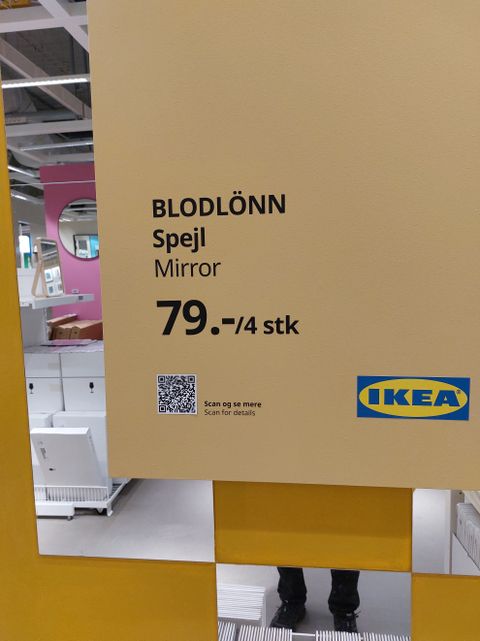 BLODLÖNN
Spejl
Mirror
79.-/4 stk
Scan og se mere
Scan for details
IKEA